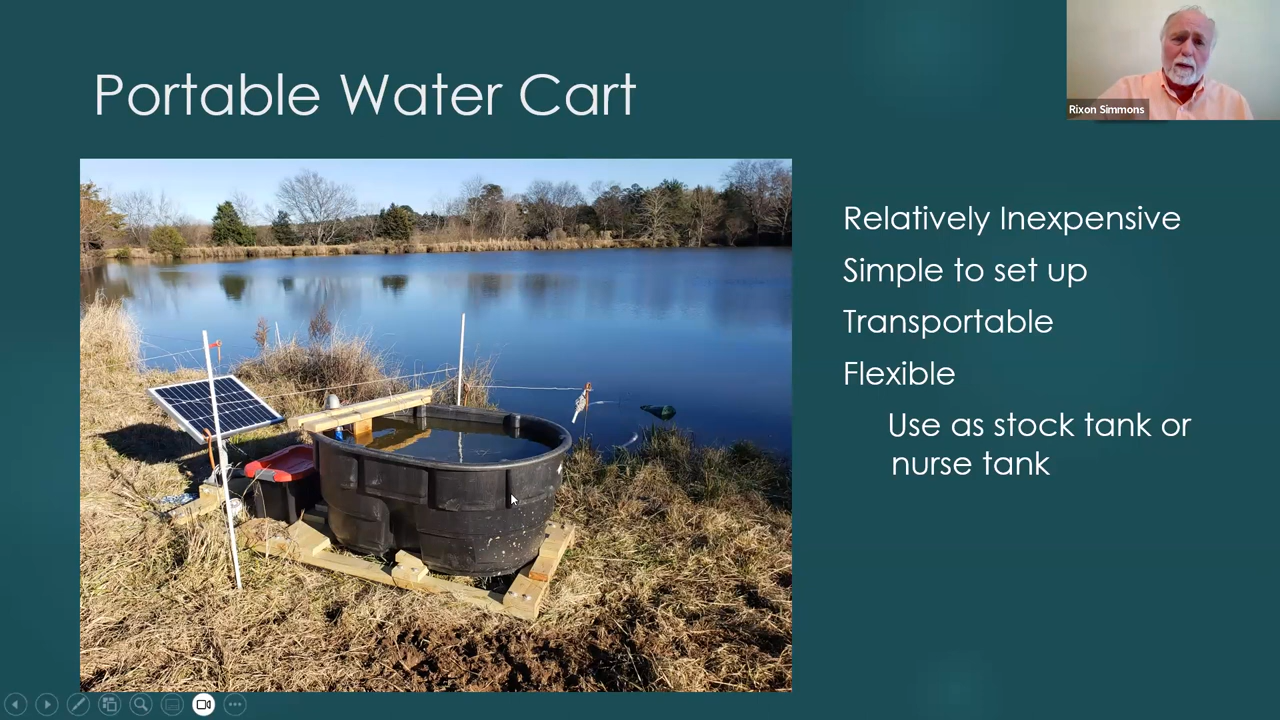 Portable Water Cart
Rixon Simmons
Relatively Inexpensive
Simple to set up
Transportable
Flexible
Use as stock tank or
nurse tank